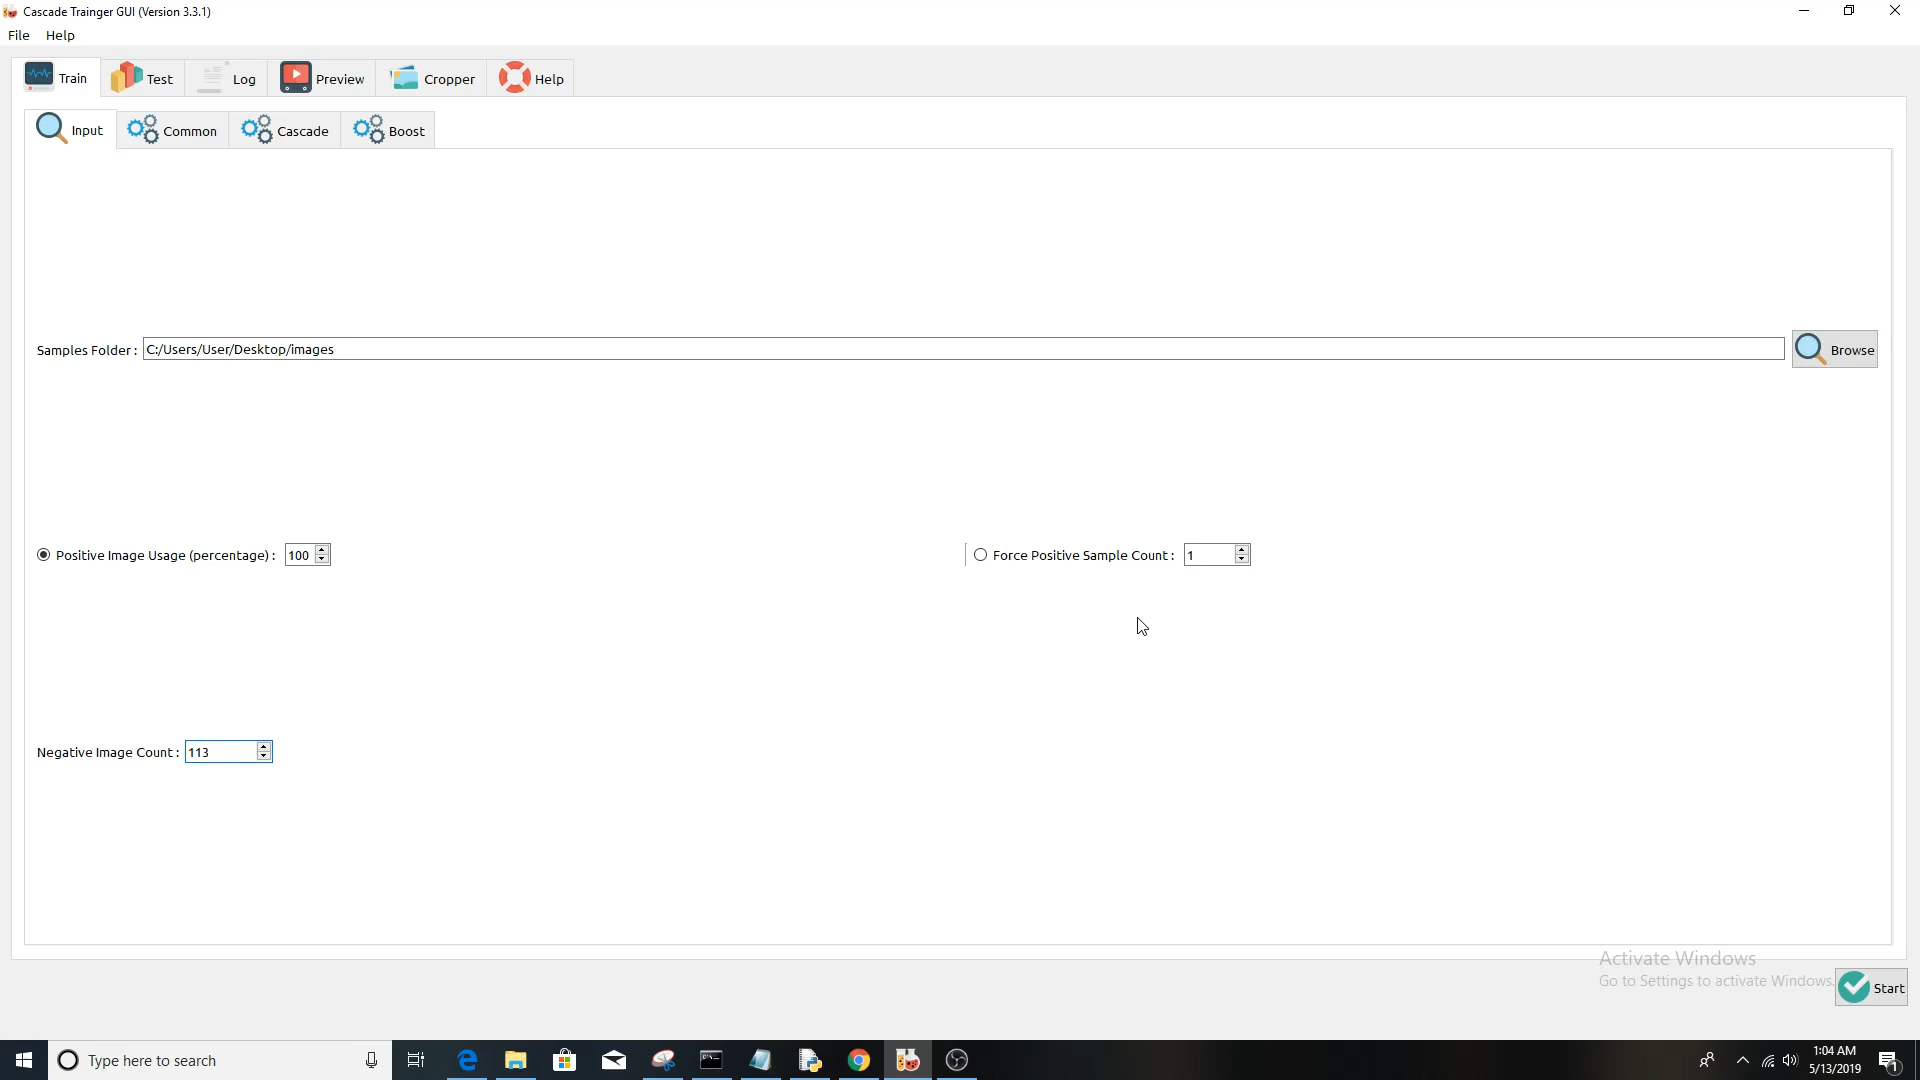 Cascade Trainger GUI (Version 3.3.1)
File Help
Train Test Log Preview Cropper Help
Input Common Cascade Boost
Samples Folder : C:/Users/User/Desktop/images Browse
Positive Image Usage (percentage) : 100 Force Positive Sample Count : 1
Negative Image Count : 113
Activate Windows
Go to Settings to activate Windows.
Start
Type here to search
1:04 AM
5/13/2019
1